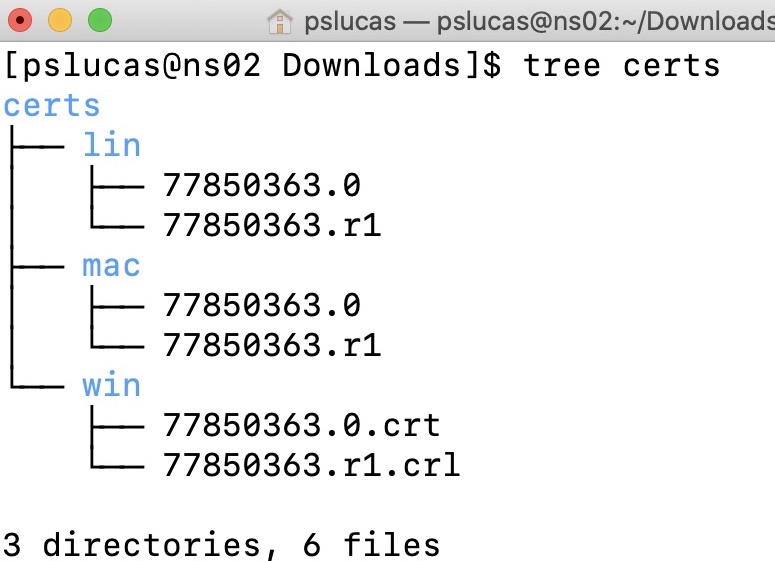 pslucas — pslucas@ns02:~/Downloads
[pslucas@ns02 Downloads]$ tree certs
certs
├── lin
│   ├── 77850363.0
│   └── 77850363.r1
├── mac
│   ├── 77850363.0
│   └── 77850363.r1
└── win
    ├── 77850363.0.crt
    └── 77850363.r1.crl
3 directories, 6 files